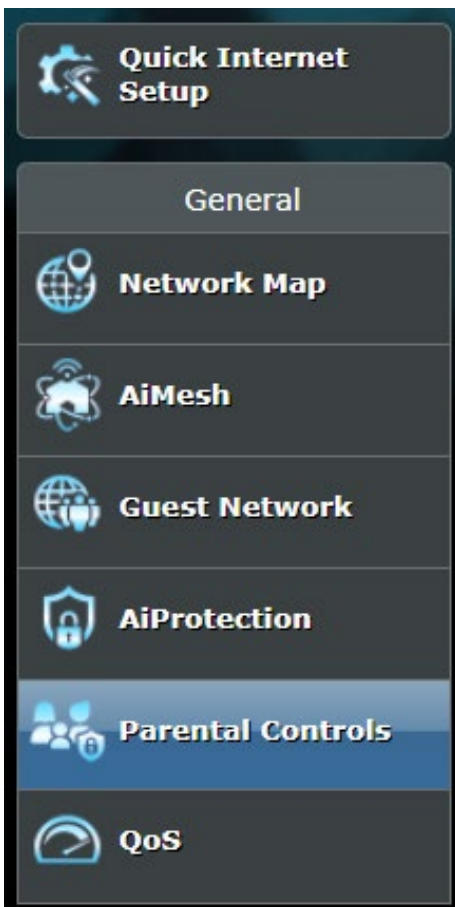 Quick Internet
Setup
General
Network Map
AiMesh
Guest Network
AiProtection
Parental Controls
QoS